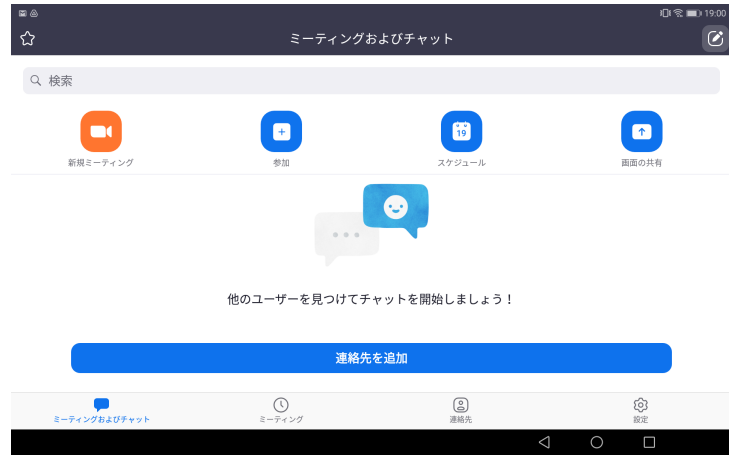 19:00
ミーティングおよびチャット
検索
19
新規ミーティング
参加
スケジュール
画面の共有
他のユーザーを見つけてチャットを開始しましょう！
連絡先を追加
ミーティングおよびチャット
ミーティング
連絡先
設定